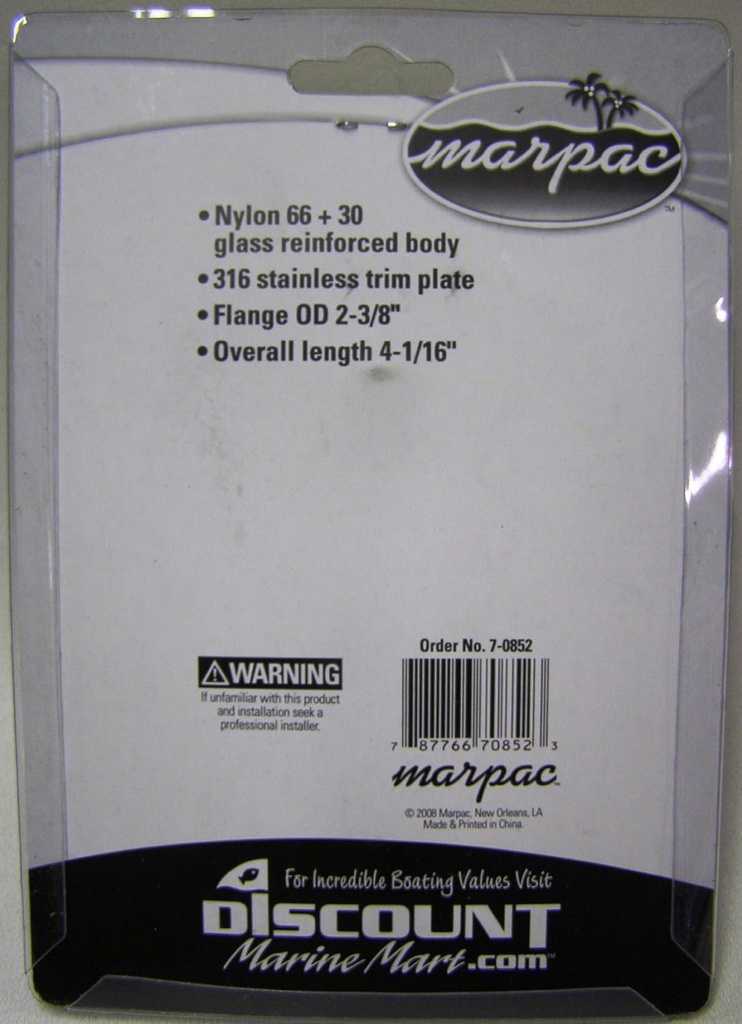 marpac
TM
• Nylon 66 + 30
glass reinforced body
• 316 stainless trim plate
• Flange OD 2-3/8"
• Overall length 4-1/16"
Order No. 7-0852
WARNING
If unfamiliar with this product
and installation seek a
professional installer.
7 87766 70852 3
marpac
© 2008 Marpac, New Orleans, LA
Made & Printed in China.
For Incredible Boating Values Visit
DISCOUNT
Marine Mart.com™